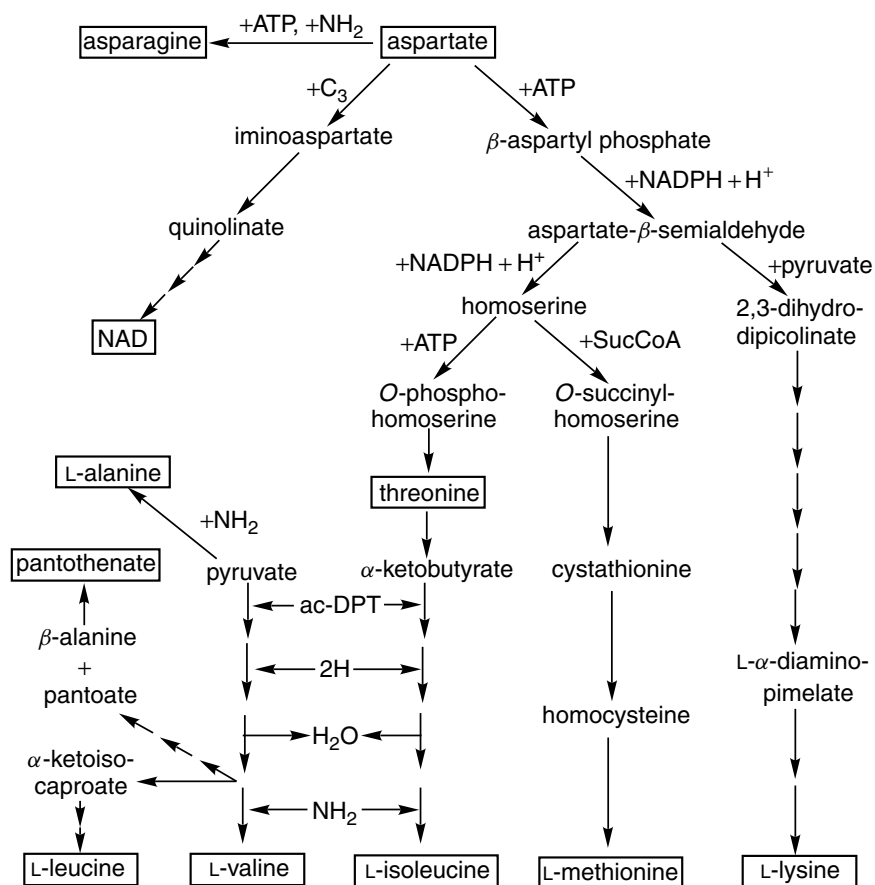 asparagine +ATP, +NH₂ aspartate
+C₃ +ATP
iminoaspartate β-aspartyl phosphate
+NADPH + H⁺
quinolinate aspartate-β-semialdehyde
+NADPH + H⁺ +pyruvate
NAD homoserine 2,3-dihydro-
dipicolinate
+ATP +SucCoA
O-phospho-
homoserine
O-succinyl-
homoserine
L-alanine threonine
+NH₂
pantothenate pyruvate α-ketobutyrate cystathionine
ac-DPT
β-alanine
+
pantoate
2H
L-α-diamino-
pimelate
homocysteine
H₂O
α-ketoiso-
caproate
NH₂
L-leucine L-valine L-isoleucine L-methionine L-lysine